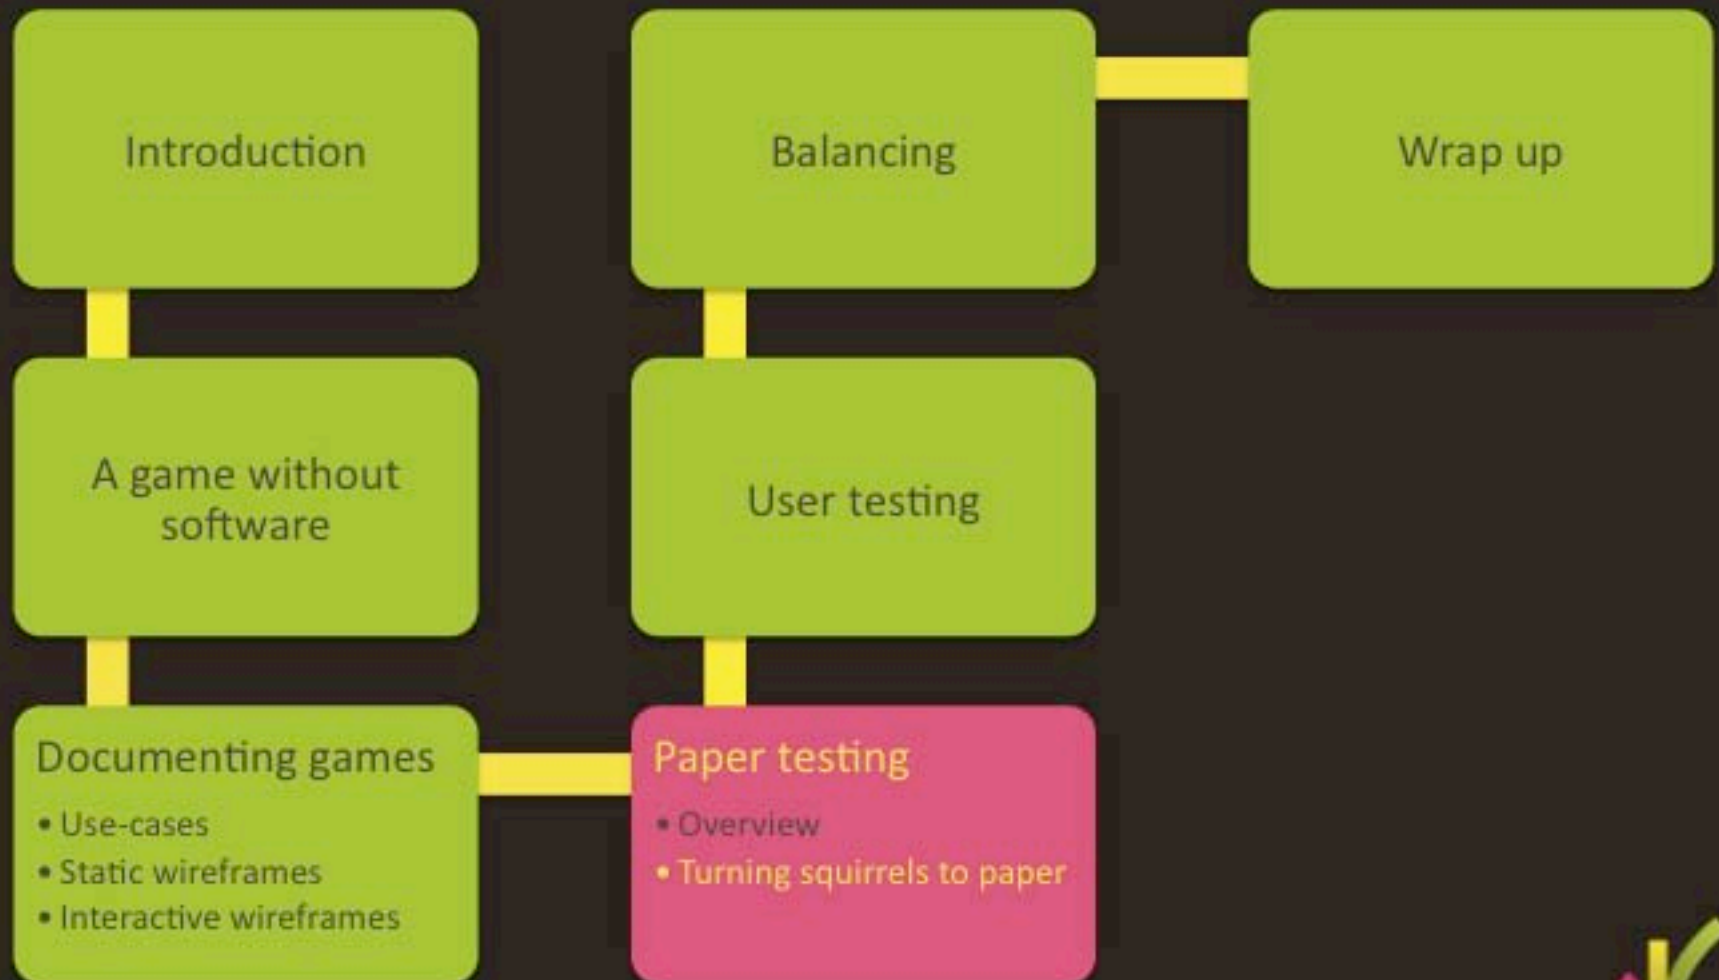 Introduction
A game without
software
Documenting games
• Use-cases
• Static wireframes
• Interactive wireframes
Paper testing
• Overview
• Turning squirrels to paper
User testing
Balancing
Wrap up